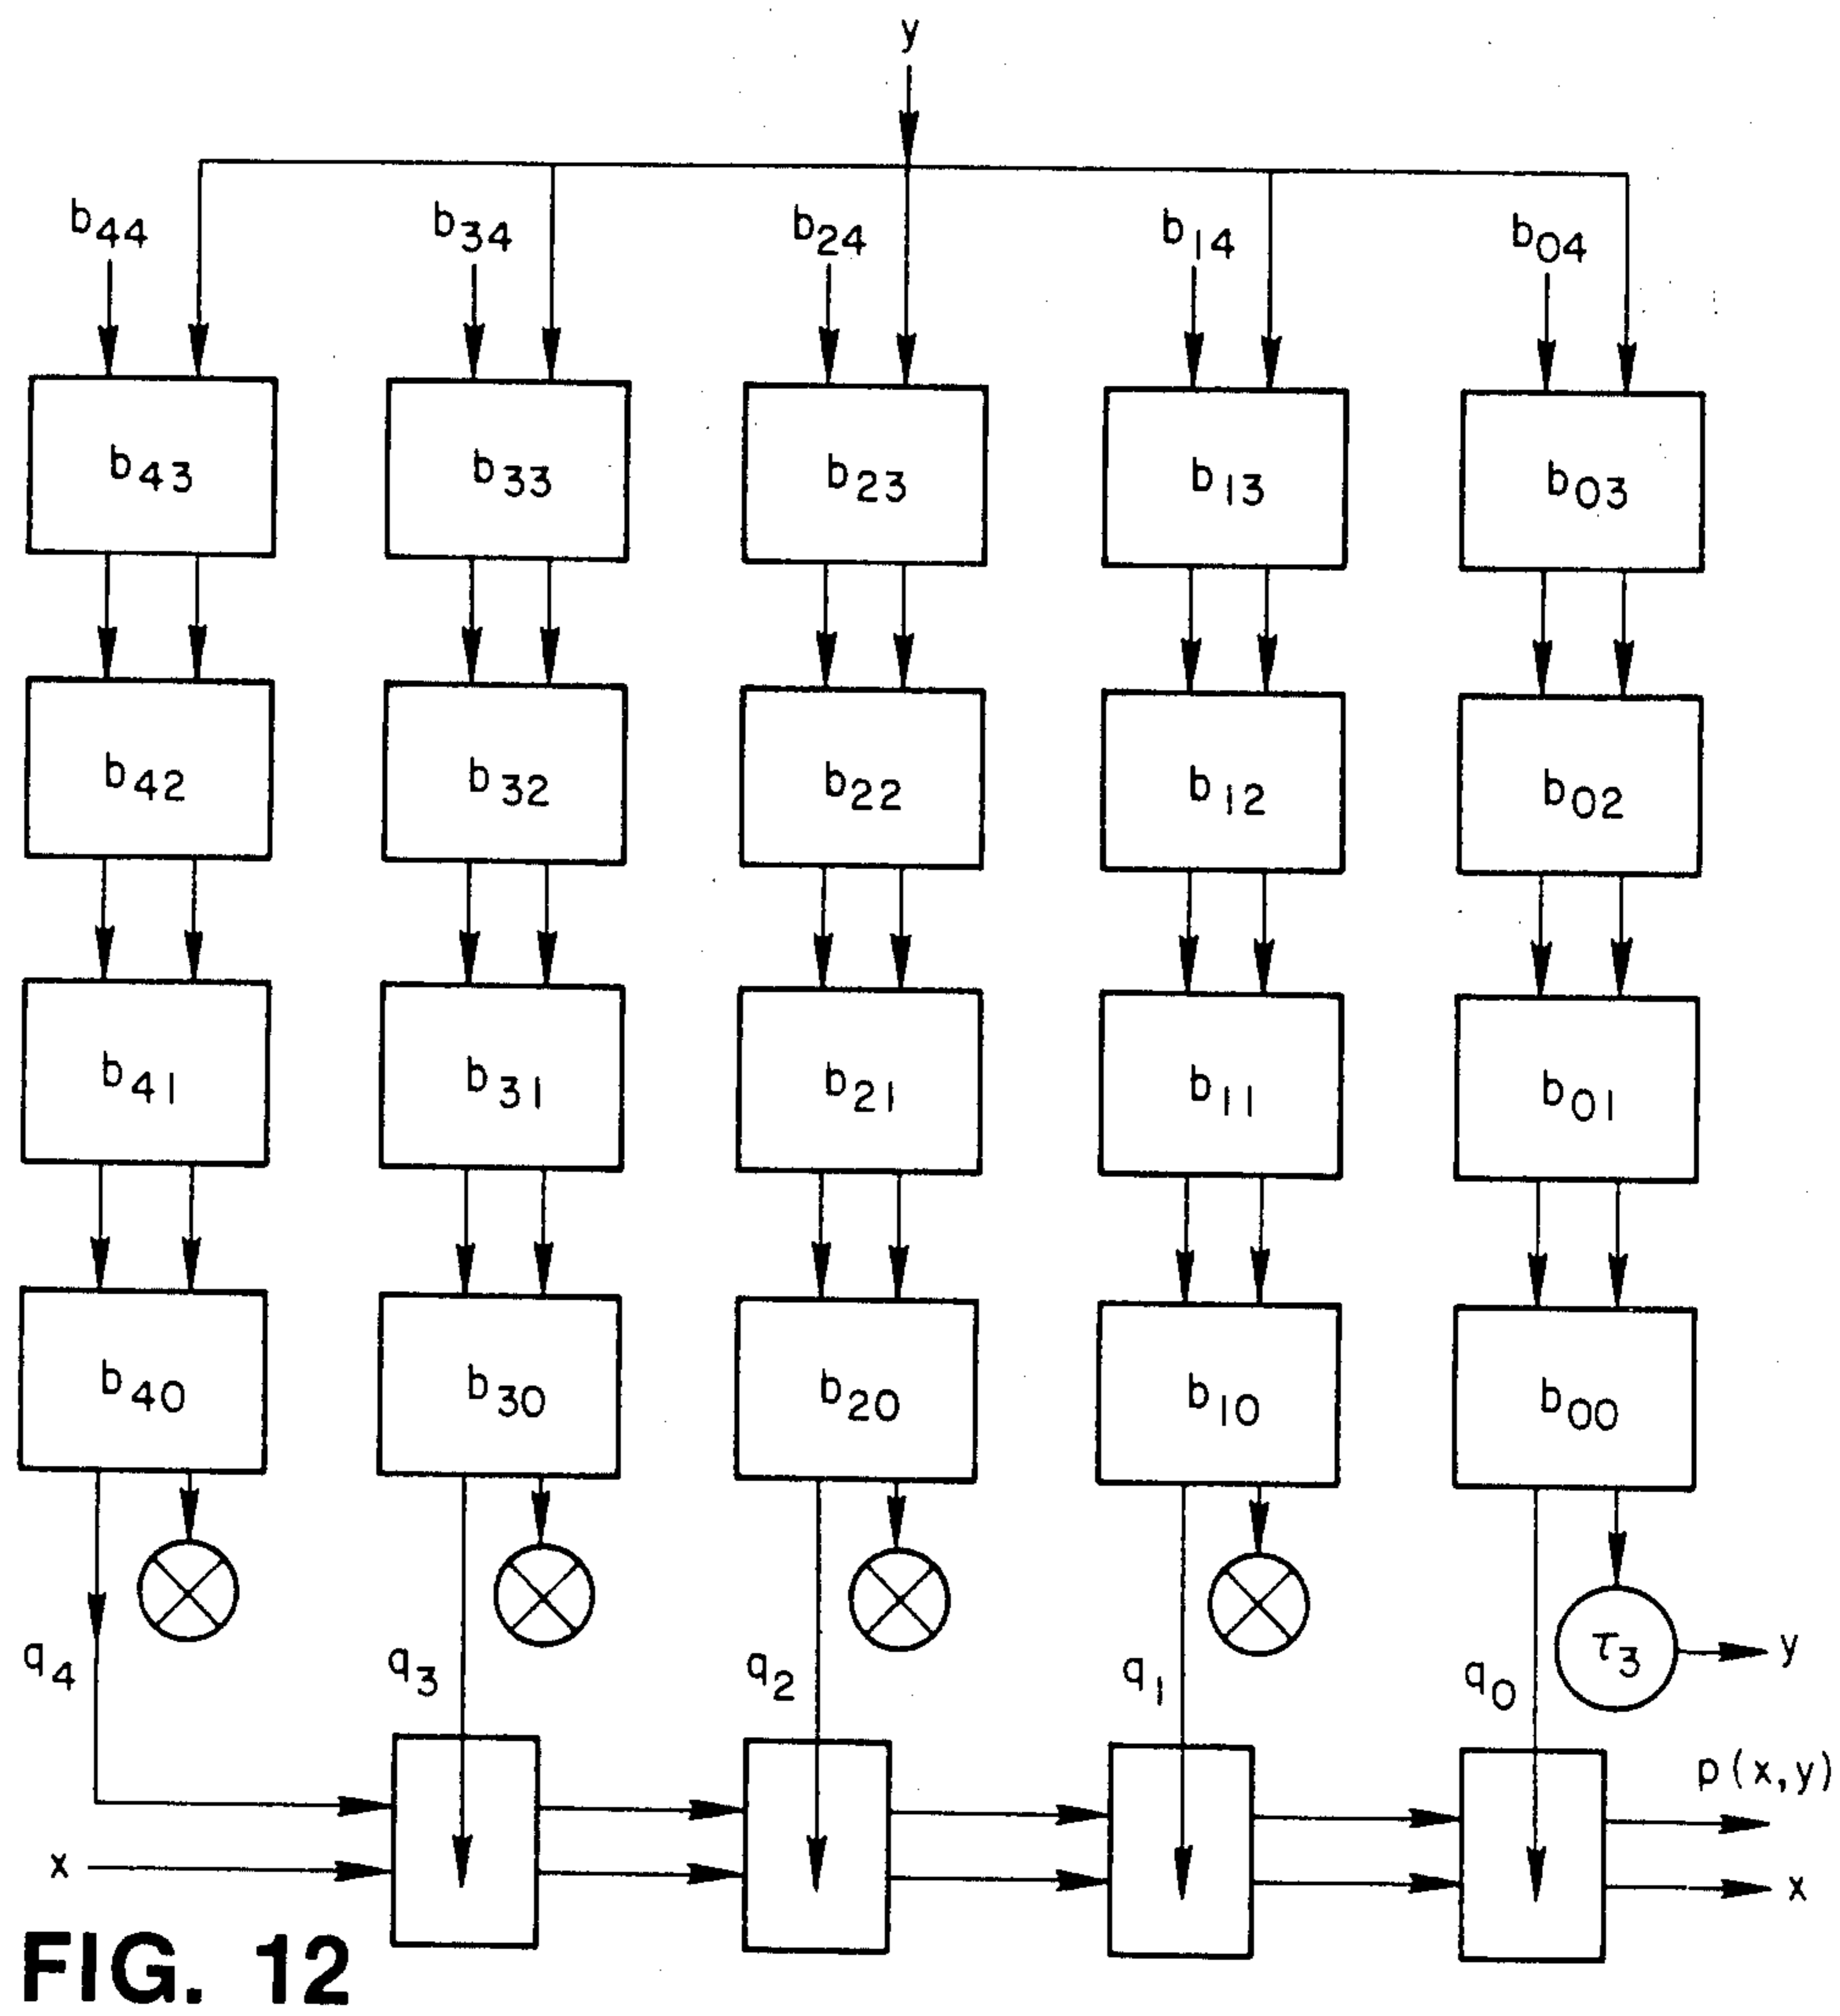 y
b44 b34 b24 b14 b04
b43 b33 b23 b13 b03
b42 b32 b22 b12 b02
b41 b31 b21 b11 b01
b40 b30 b20 b10 b00
q4 q3 q2 q1 q0 τ3 y
p(x,y)
x x
FIG. 12